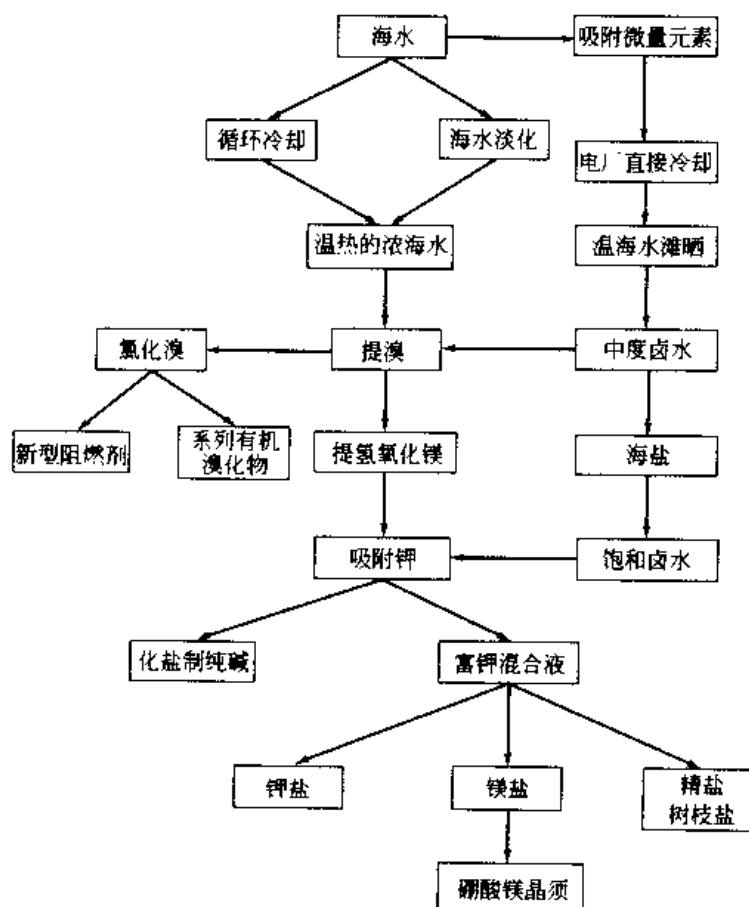 海水
吸附微量元素
循环冷却
海水淡化
电厂直接冷却
温热的浓海水
温海水滩晒
氯化溴
提溴
中度卤水
新型阻燃剂
系列有机
溴化物
提氢氧化镁
海盐
吸附钾
饱和卤水
化盐制纯碱
富钾混合液
钾盐
镁盐
精盐
树枝盐
硼酸镁晶须